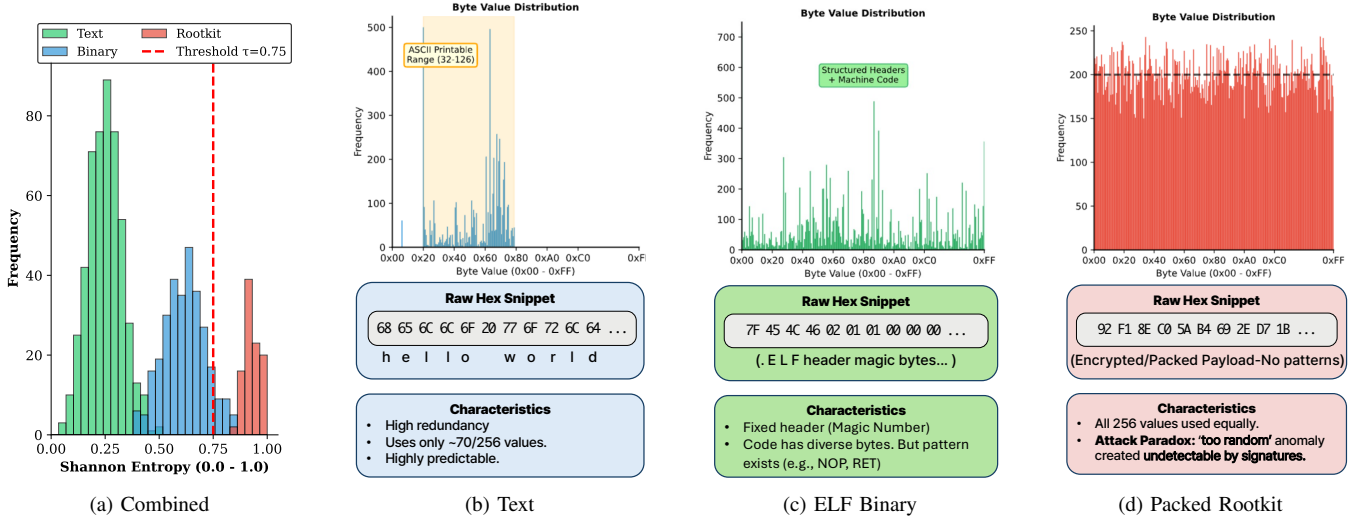 Text
Binary
Rootkit
Threshold τ=0.75
Frequency
80
60
40
20
0
0.00 0.25 0.50 0.75 1.00
Shannon Entropy (0.0 - 1.0)
(a) Combined
Byte Value Distribution
ASCII Printable
Range (32-126)
Frequency
500
400
300
200
100
0
0x00 0x20 0x40 0x60 0x80 0xA0 0xC0 0xF
Byte Value (0x00 - 0xFF)
Raw Hex Snippet
68 65 6C 6C 6F 20 77 6F 72 6C 64 ...
h e l l o w o r l d
Characteristics
• High redundancy
• Uses only ~70/256 values.
• Highly predictable.
(b) Text
Byte Value Distribution
Structured Headers
+ Machine Code
Frequency
700
600
500
400
300
200
100
0
0x00 0x20 0x40 0x60 0x80 0xA0 0xC0 0xFF
Byte Value (0x00 - 0xFF)
Raw Hex Snippet
7F 45 4C 46 02 01 01 00 00 00 ...
(. E L F header magic bytes... )
Characteristics
• Fixed header (Magic Number)
• Code has diverse bytes. But pattern
exists (e.g., NOP, RET)
(c) ELF Binary
Byte Value Distribution
Frequency
250
200
150
100
50
0
0x00 0x20 0x40 0x60 0x80 0xA0 0xC0 0xFF
Byte Value (0x00 - 0xFF)
Raw Hex Snippet
92 F1 8E C0 5A B4 69 2E D7 1B ...
(Encrypted/Packed Payload-No patterns)
Characteristics
• All 256 values used equally.
• Attack Paradox: 'too random' anomaly
created undetectable by signatures.
(d) Packed Rootkit